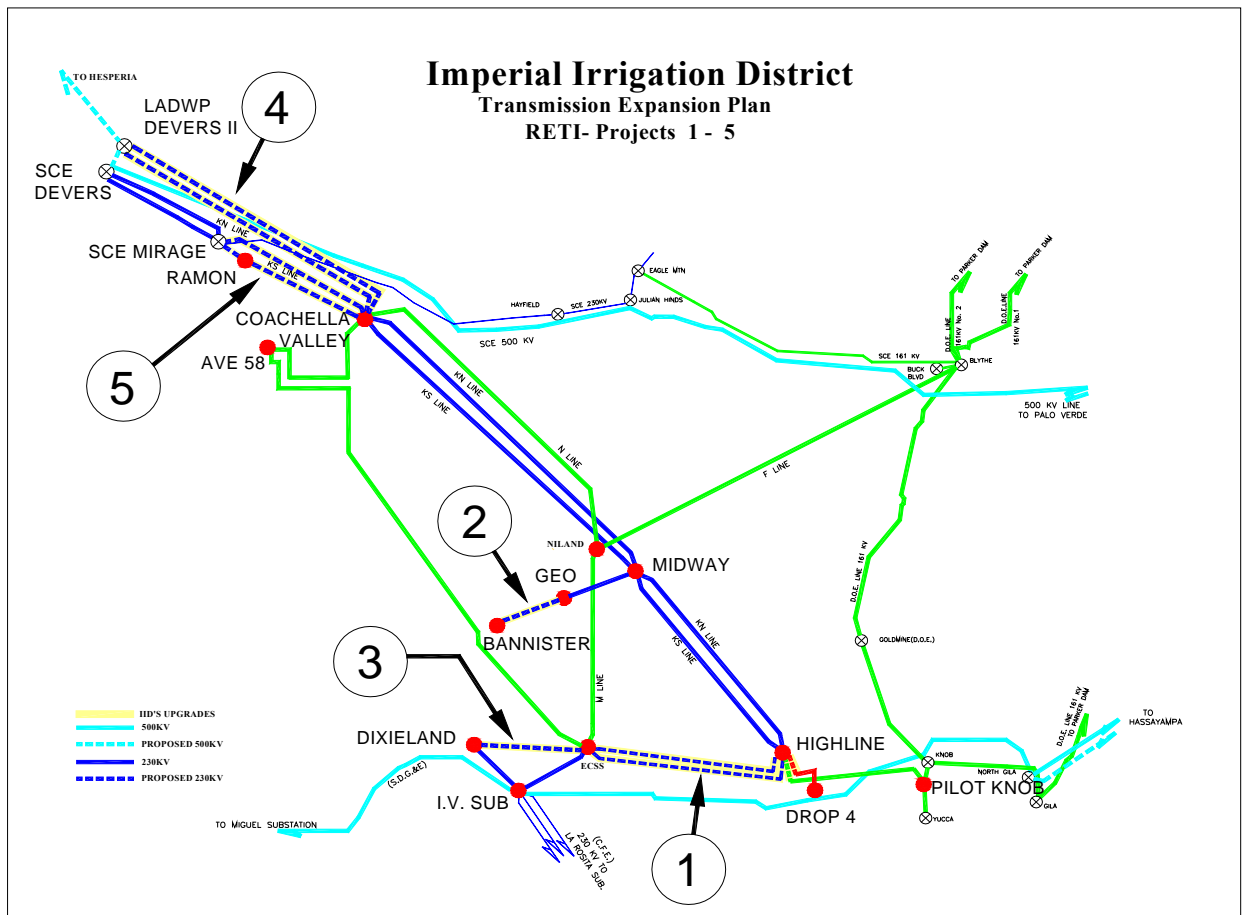 Imperial Irrigation District
Transmission Expansion Plan
RETI- Projects 1 - 5
TO HESPERIA
LADWP
DEVERS II
4
SCE
DEVERS
KN LINE
SCE MIRAGE
RAMON
KS LINE
5
COACHELLA
VALLEY
AVE 58
EAGLE MTN
HAYFIELD
SCE 230KV
JULIAN HINDS
SCE 500 KV
TO PARKER DAM
TO PARKER DAM
D.O.E. LINE
161KV No. 2
D.O.E.LINE
161KV No.1
SCE 161 KV
BUCK
BLVD
BLYTHE
500 KV LINE
TO PALO VERDE
KN LINE
KS LINE
N LINE
F LINE
2
NILAND
GEO
MIDWAY
BANNISTER
D.O.E. LINE 161 KV
GOLDMINE(D.O.E.)
KN LINE
KS LINE
M LINE
3
IID'S UPGRADES
500KV
PROPOSED 500KV
230KV
PROPOSED 230KV
DIXIELAND
ECSS
HIGHLINE
(S.D.G.&E)
I.V. SUB
TO MIGUEL SUBSTATION
(C.F.E.)
230 KV TO
LA ROSITA SUB.
1
DROP 4
KNOB
PILOT KNOB
YUCCA
NORTH GILA
GILA
D.O.E. LINE 161 KV
TO PARKER DAM
TO
HASSAYAMPA